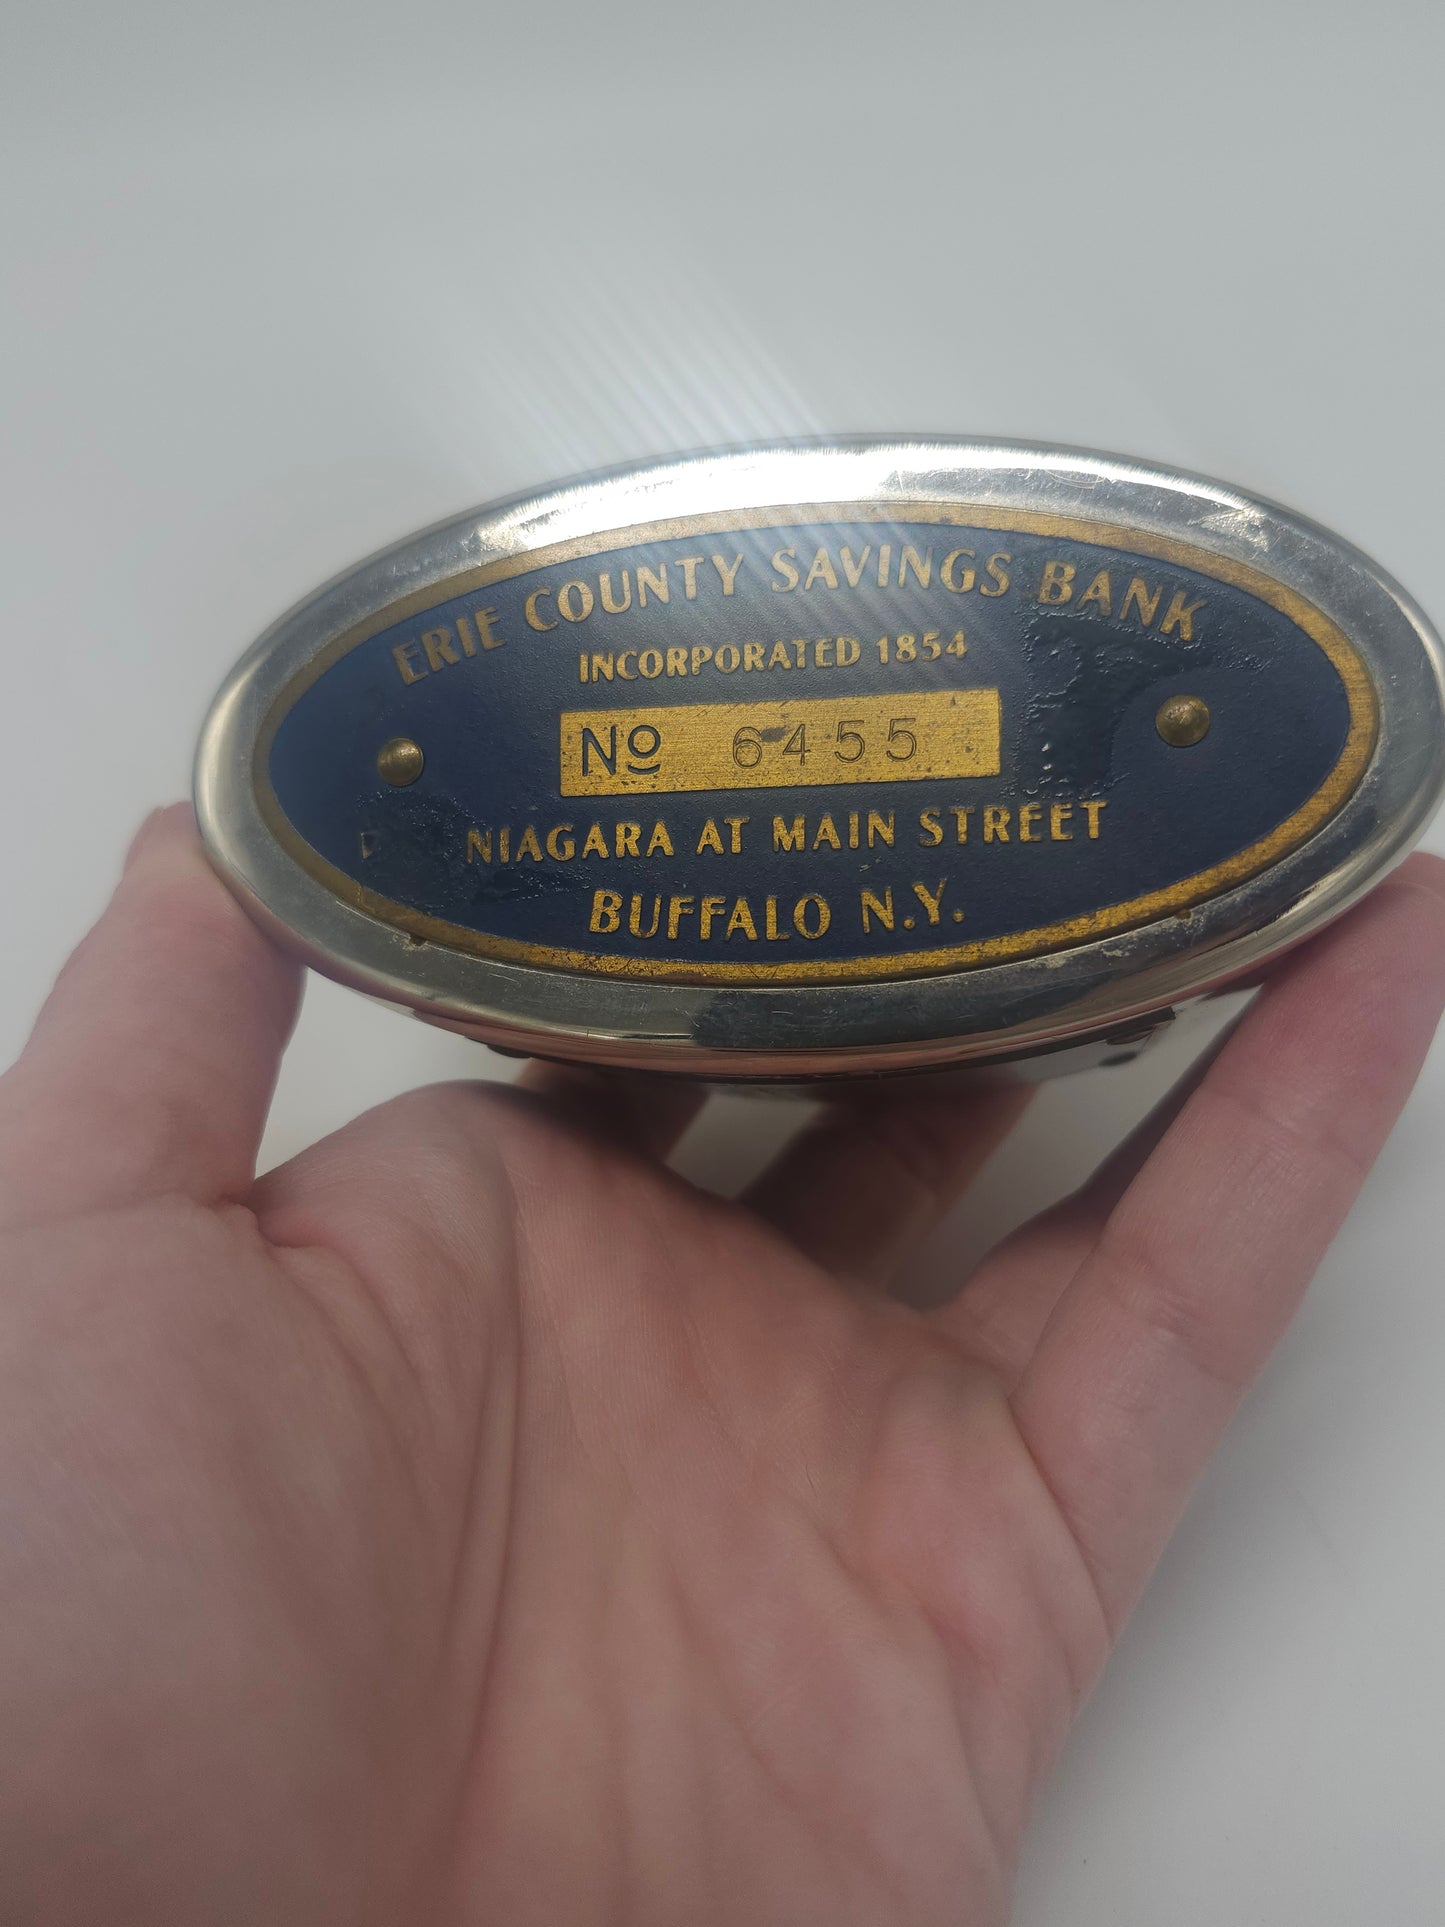 ERIE COUNTY SAVINGS BANK
INCORPORATED 1854
No 6455
NIAGARA AT MAIN STREET
BUFFALO N.Y.